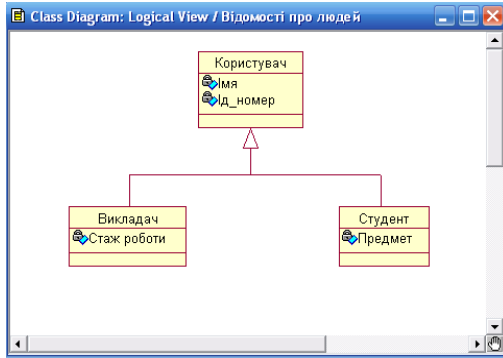 Class Diagram: Logical View / Відомості про людей
Користувач
Імя
Ід_номер
Викладач
Стаж роботи
Студент
Предмет